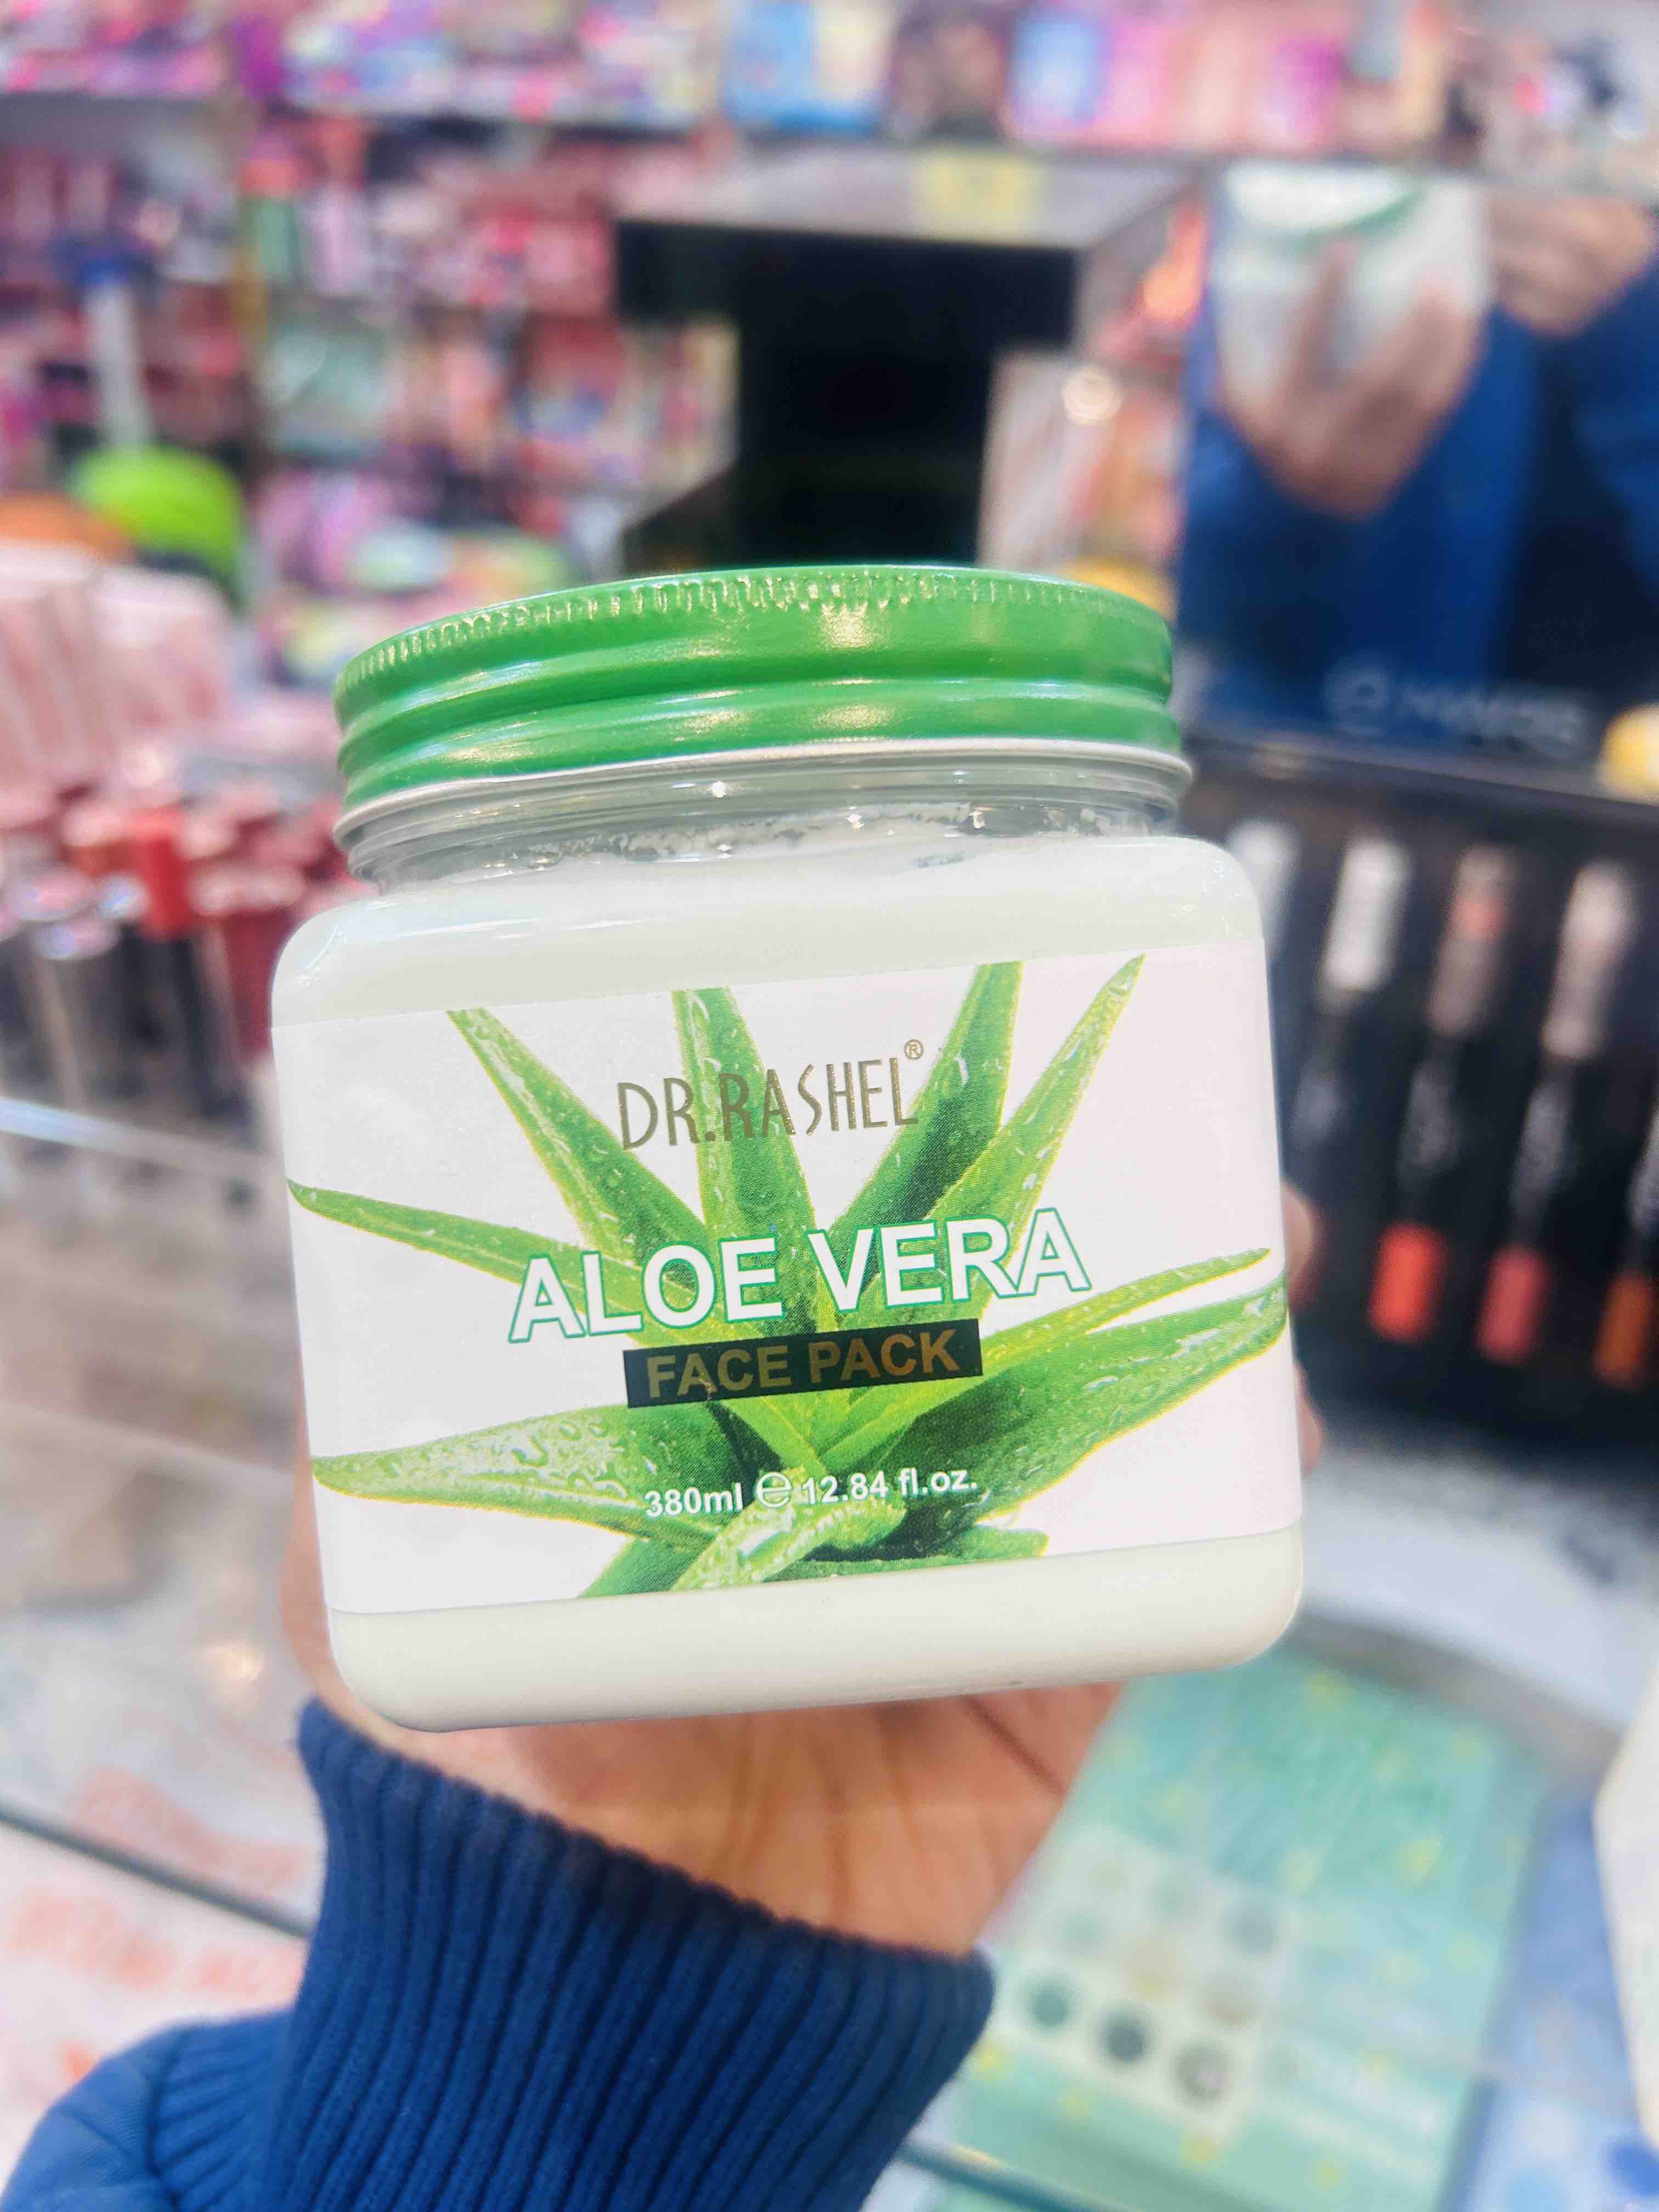 DR.RASHEL®
ALOE VERA
FACE PACK
380ml ℮ 12.84 fl.oz.